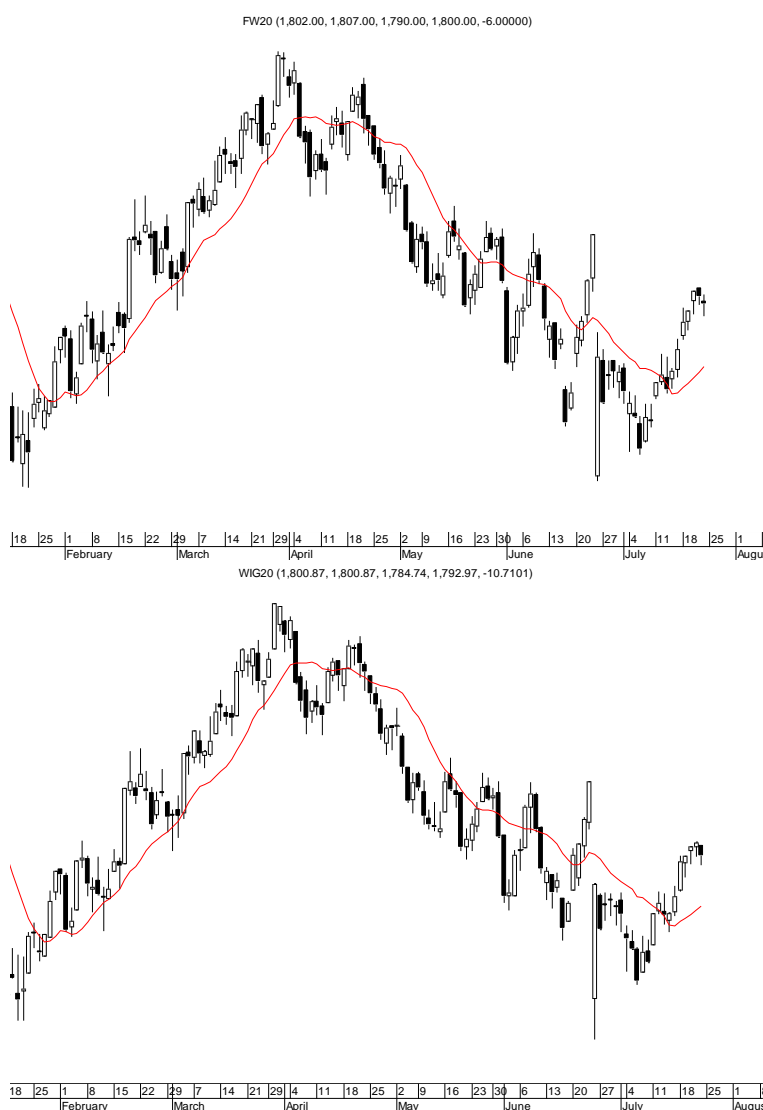 FW20 (1,802.00, 1,807.00, 1,790.00, 1,800.00, -6.00000)
18 25 1 8 15 22 29 7 14 21 29 4 11 18 25 2 9 16 23 30 6 13 20 27 4 11 18 25 1
February March April May June July Augu
WIG20 (1,800.87, 1,800.87, 1,784.74, 1,792.97, -10.7101)
18 25 1 8 15 22 29 7 14 21 29 4 11 18 25 2 9 16 23 30 6 13 20 27 4 11 18 25 1
February March April May June July August